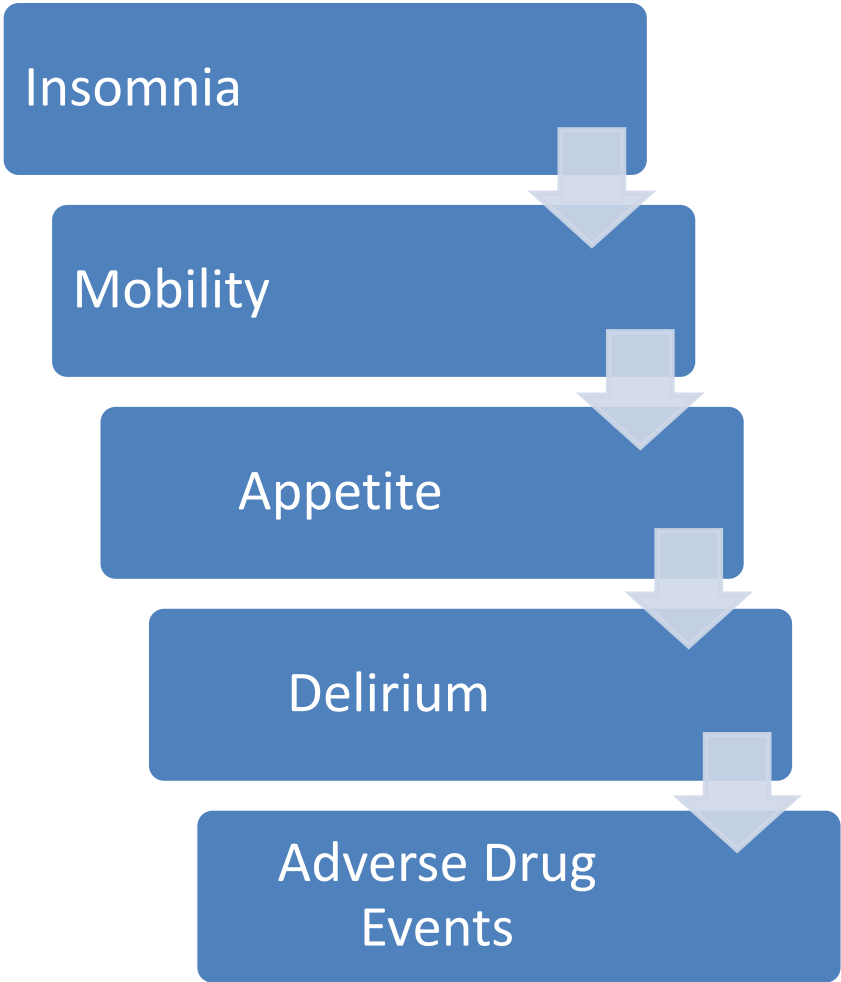 Insomnia
Mobility
Appetite
Delirium
Adverse Drug
Events